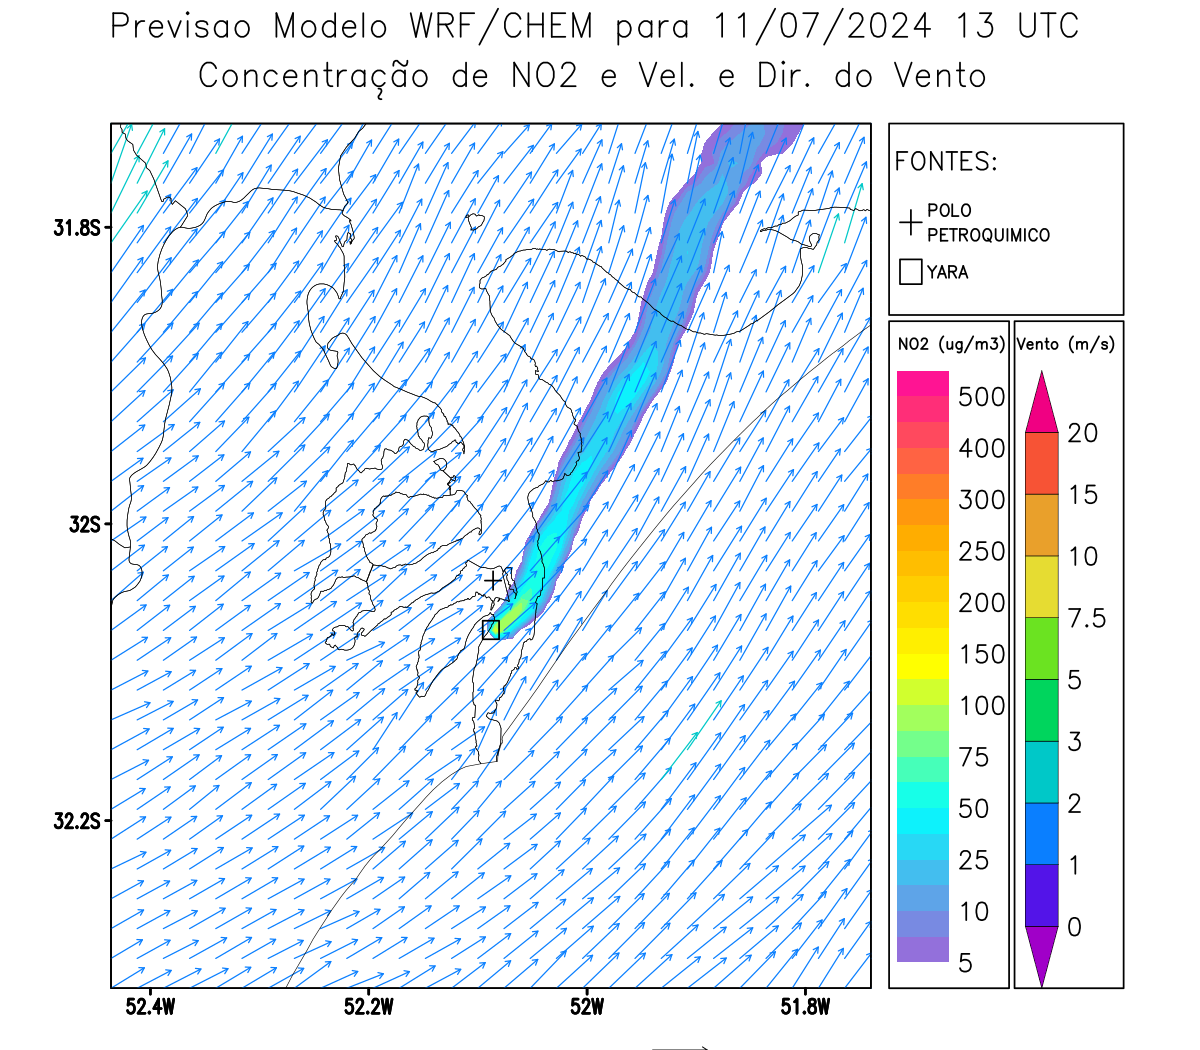 Previsao Modelo WRF/CHEM para 11/07/2024 13 UTC
Concentração de NO2 e Vel. e Dir. do Vento
FONTES:
POLO
PETROQUIMICO
YARA
NO2 (ug/m3)
500
400
300
250
200
150
100
75
50
25
10
5
Vento (m/s)
20
15
10
7.5
5
3
2
1
0
31.8S
32S
32.2S
52.4W
52.2W
52W
51.8W